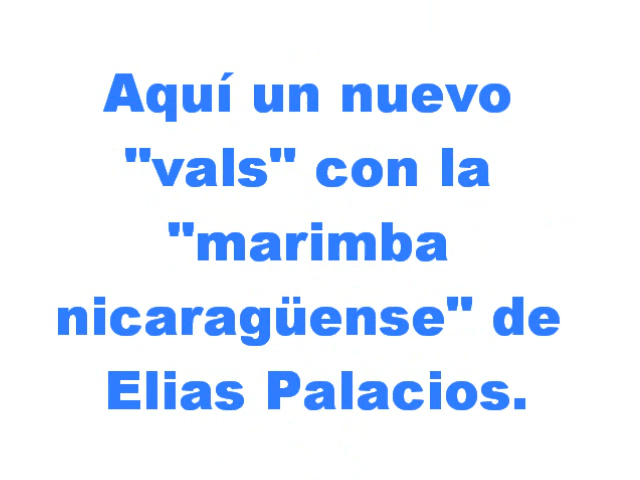 Aquí un nuevo
"vals" con la
"marimba
nicaragüense" de
Elias Palacios.